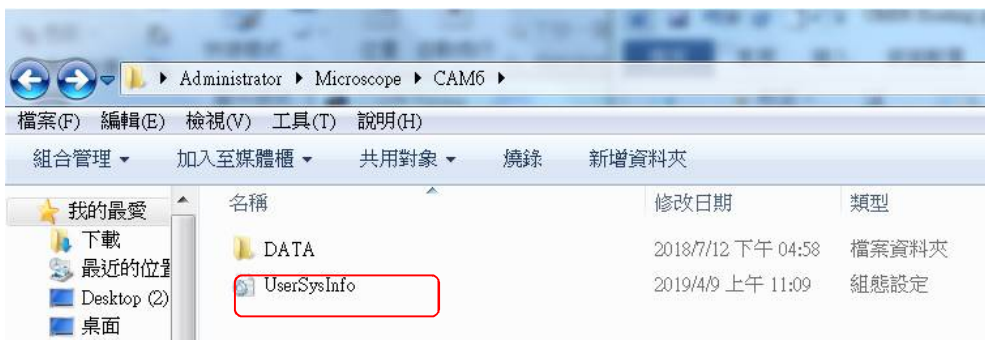 Administrator ▸ Microscope ▸ CAM6 ▸
檔案(F) 編輯(E) 檢視(V) 工具(T) 說明(H)
組合管理 加入至媒體櫃 共用對象 燒錄 新增資料夾
我的最愛
下載
最近的位置
Desktop (2)
桌面
名稱 修改日期 類型
DATA 2018/7/12 下午 04:58 檔案資料夾
UserSysInfo 2019/4/9 上午 11:09 組態設定